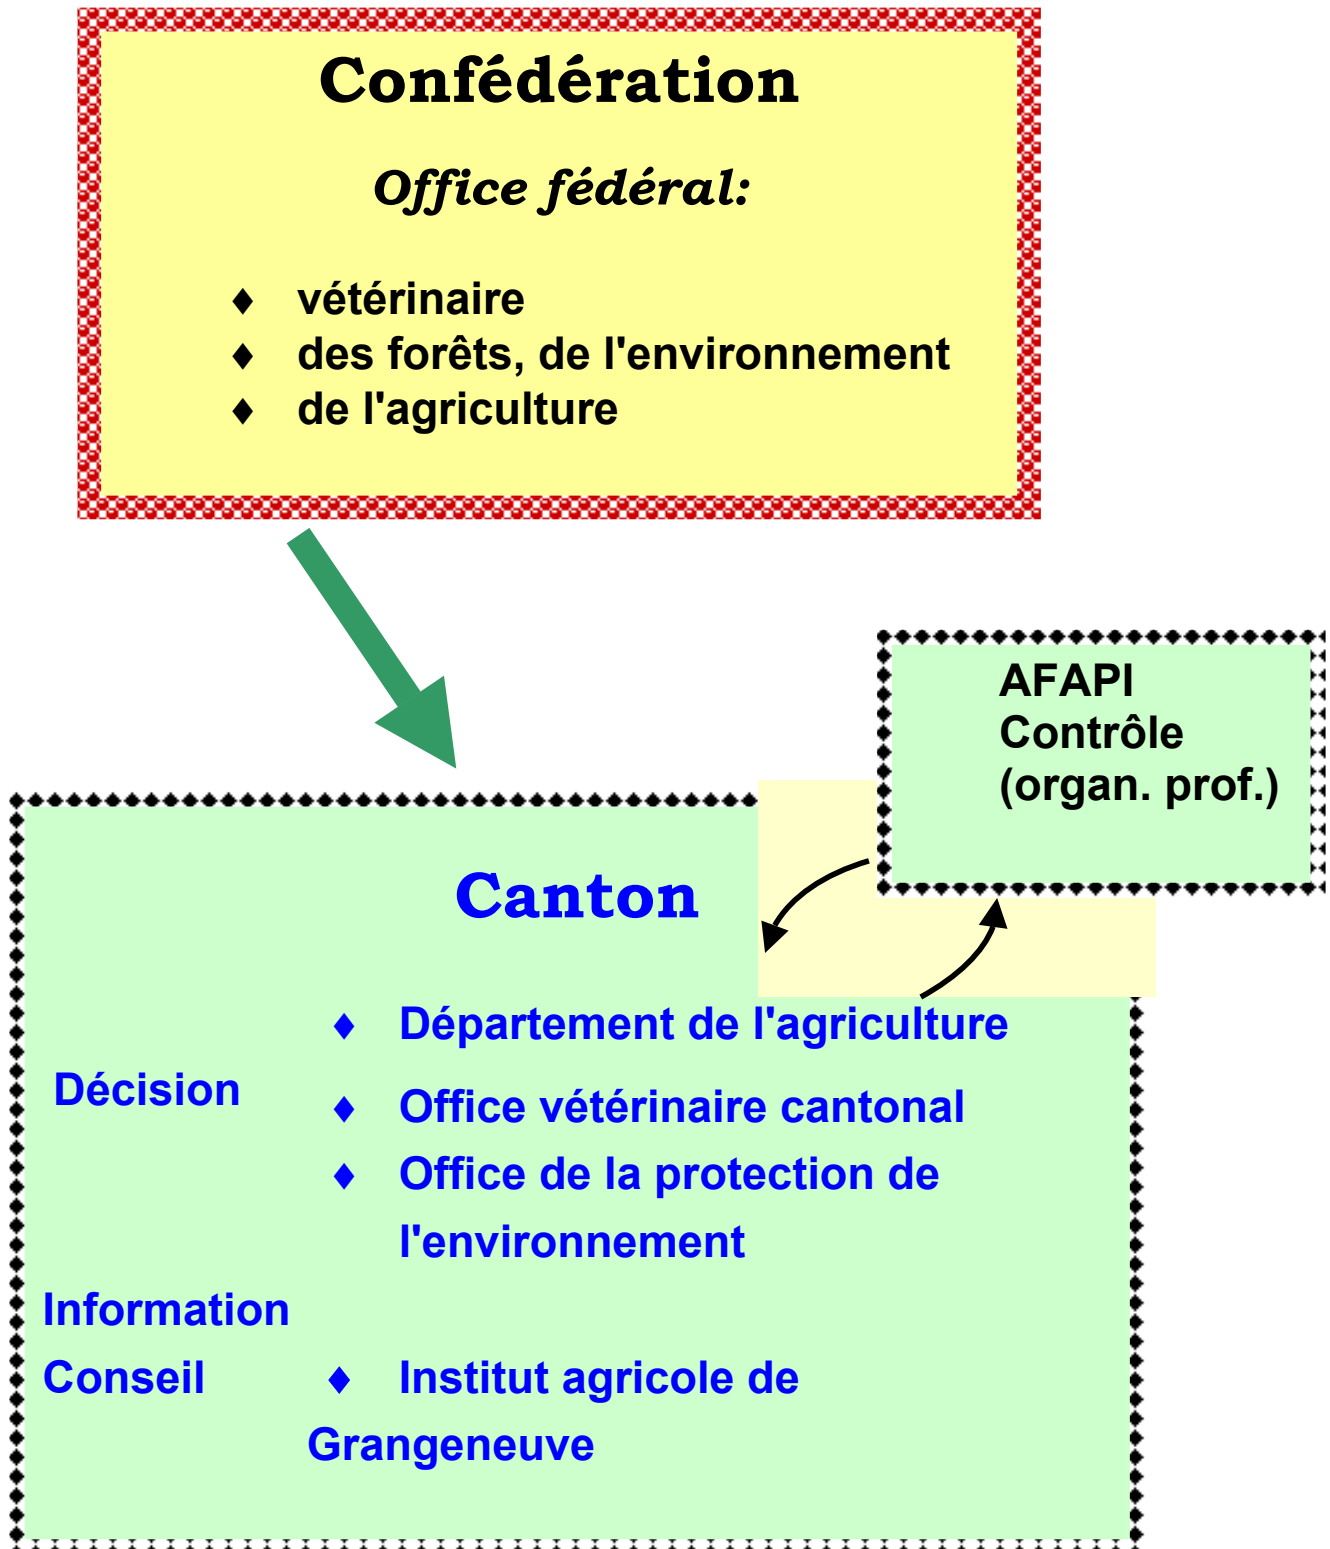 Confédération
Office fédéral:
♦ vétérinaire
♦ des forêts, de l'environnement
♦ de l'agriculture
AFAPI
Contrôle
(organ. prof.)
Canton
♦ Département de l'agriculture
Décision
♦ Office vétérinaire cantonal
♦ Office de la protection de
l'environnement
Information
Conseil ♦ Institut agricole de
Grangeneuve